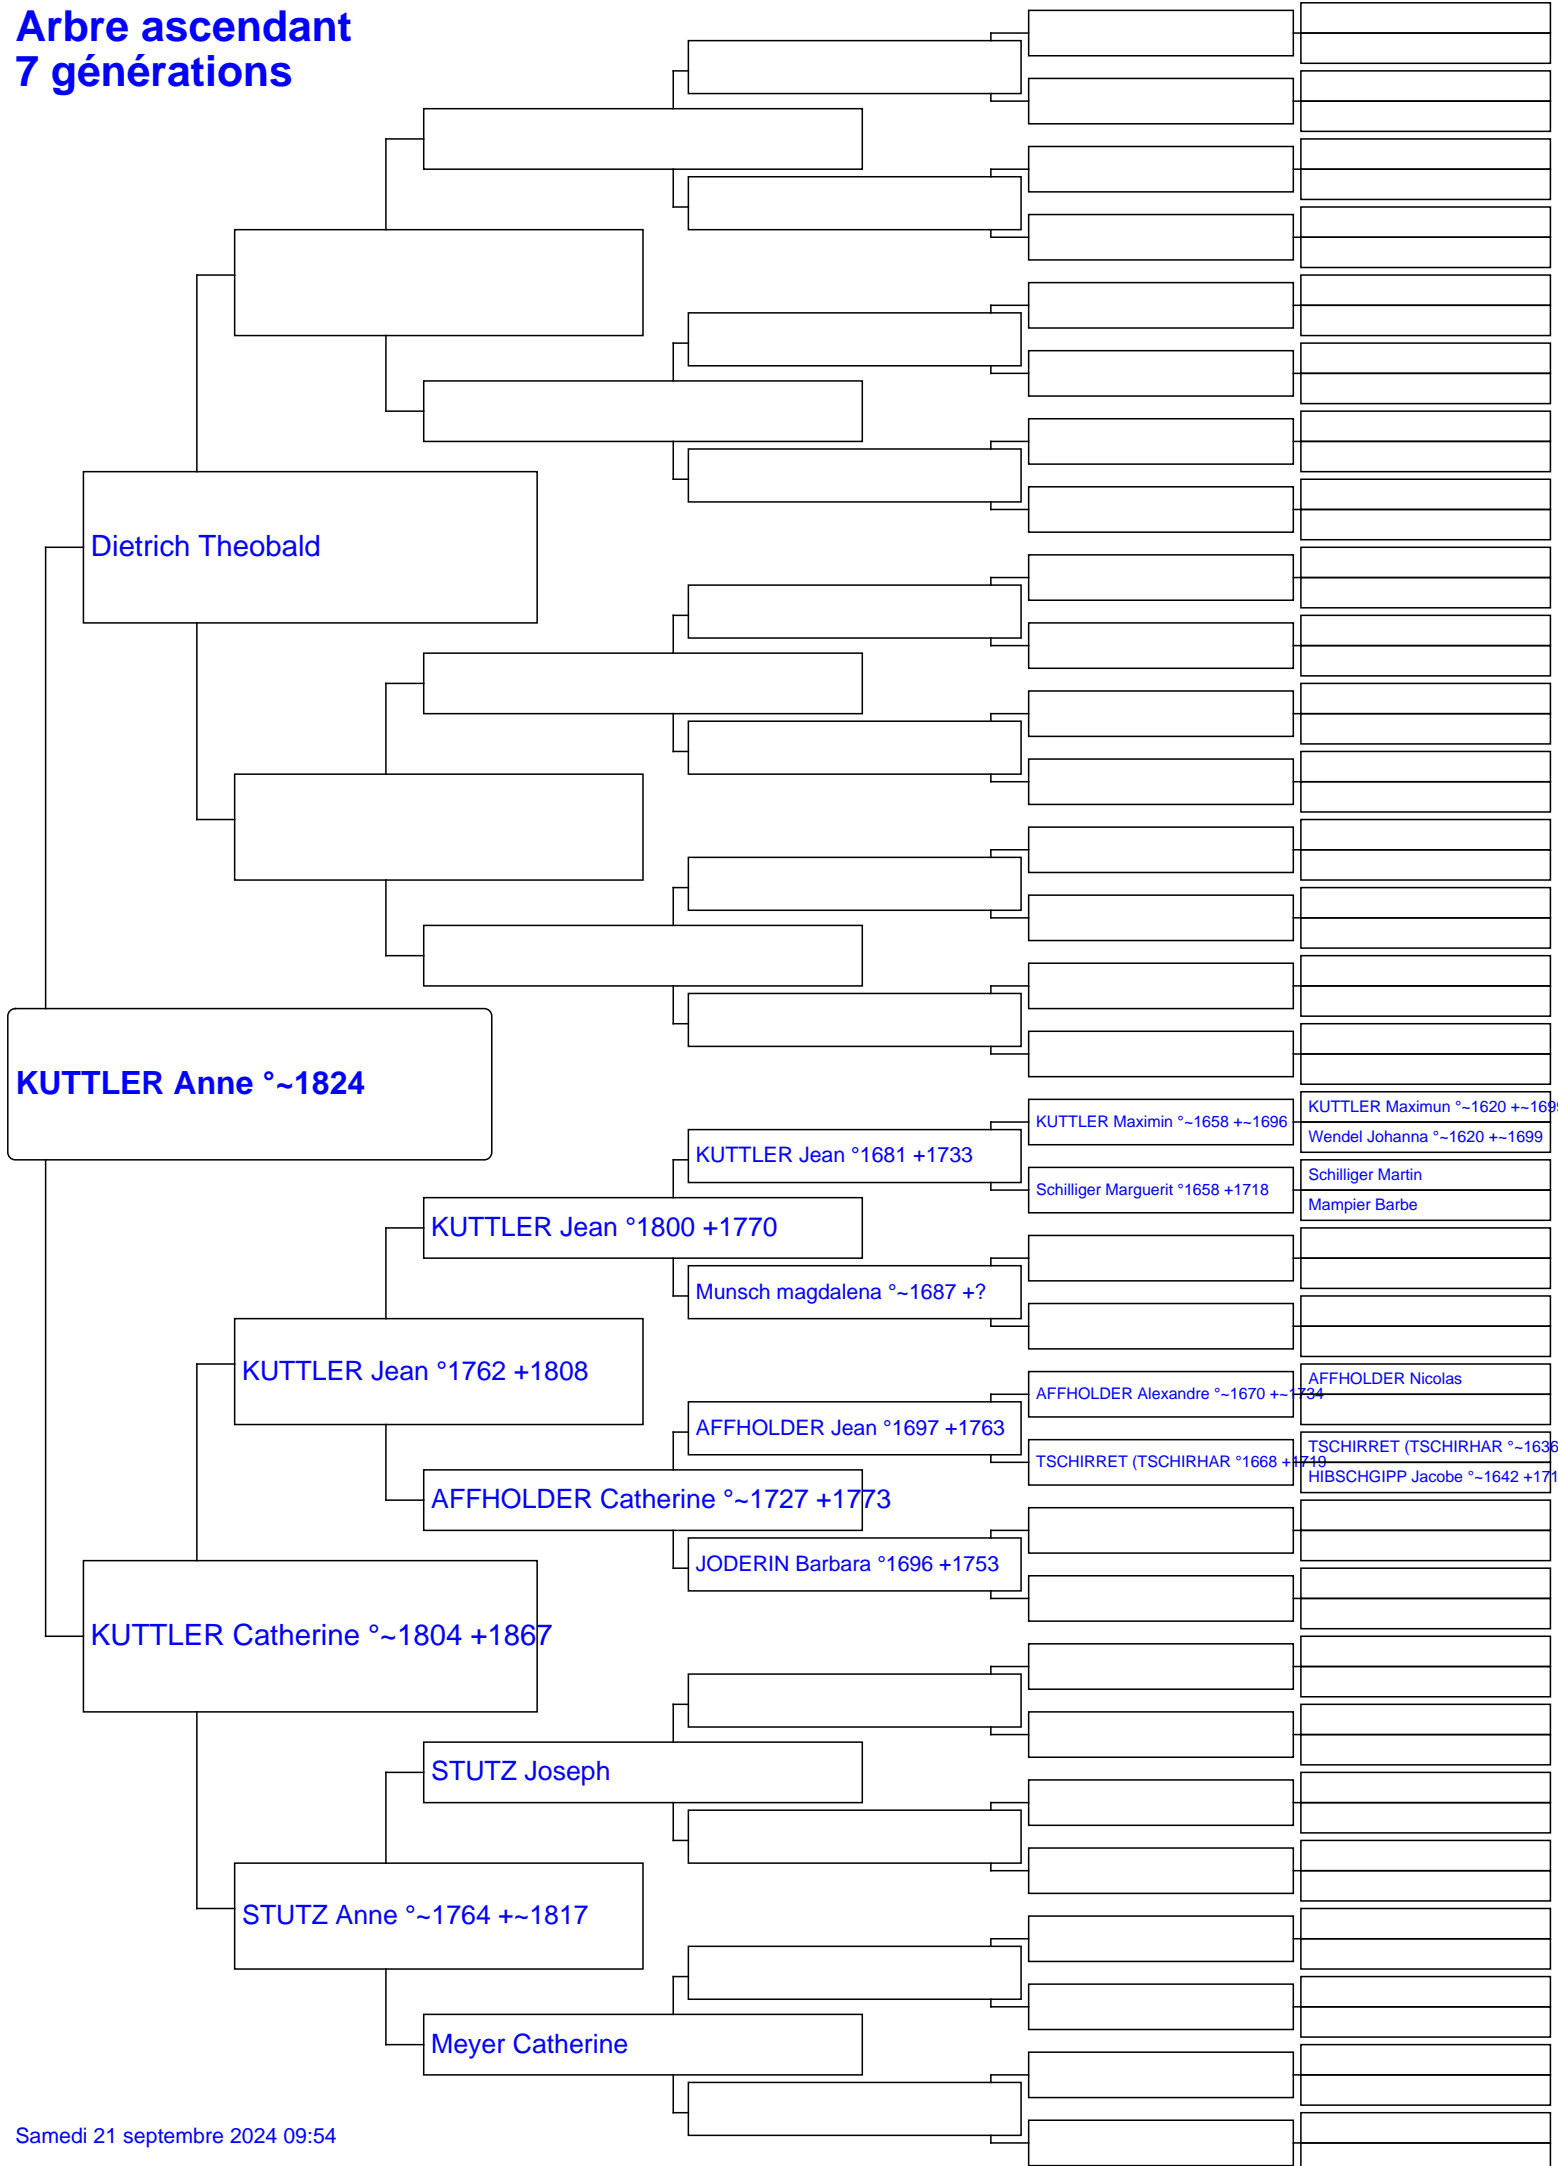 Arbre ascendant
7 générations
Dietrich Theobald
KUTTLER Anne °~1824
KUTTLER Maximun °~1620 +~169
KUTTLER Maximin °~1658 +~1696
Wendel Johanna °~1620 +~1699
KUTTLER Jean °1681 +1733
Schilliger Martin
Schilliger Marguerit °1658 +1718
Mampier Barbe
KUTTLER Jean °1800 +1770
Munsch magdalena °~1687 +?
KUTTLER Jean °1762 +1808
AFFHOLDER Nicolas
AFFHOLDER Alexandre °~1670 +~1734
AFFHOLDER Jean °1697 +1763
TSCHIRRET (TSCHIRHAR °~1636
TSCHIRRET (TSCHIRHAR °1668 +1719
HIBSCHGIPP Jacobe °~1642 +171
AFFHOLDER Catherine °~1727 +1773
JODERIN Barbara °1696 +1753
KUTTLER Catherine °~1804 +1867
STUTZ Joseph
STUTZ Anne °~1764 +~1817
Meyer Catherine
Samedi 21 septembre 2024 09:54